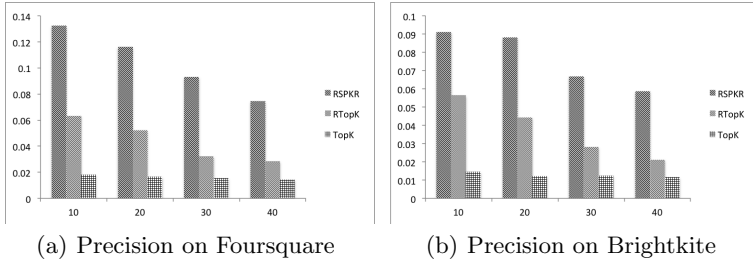 0.14
0.12
0.1
0.08
0.06
0.04
0.02
0
10 20 30 40
RSPKR
RTopK
TopK
0.1
0.09
0.08
0.07
0.06
0.05
0.04
0.03
0.02
0.01
0
10 20 30 40
RSPKR
RTopK
TopK
(a) Precision on Foursquare
(b) Precision on Brightkite